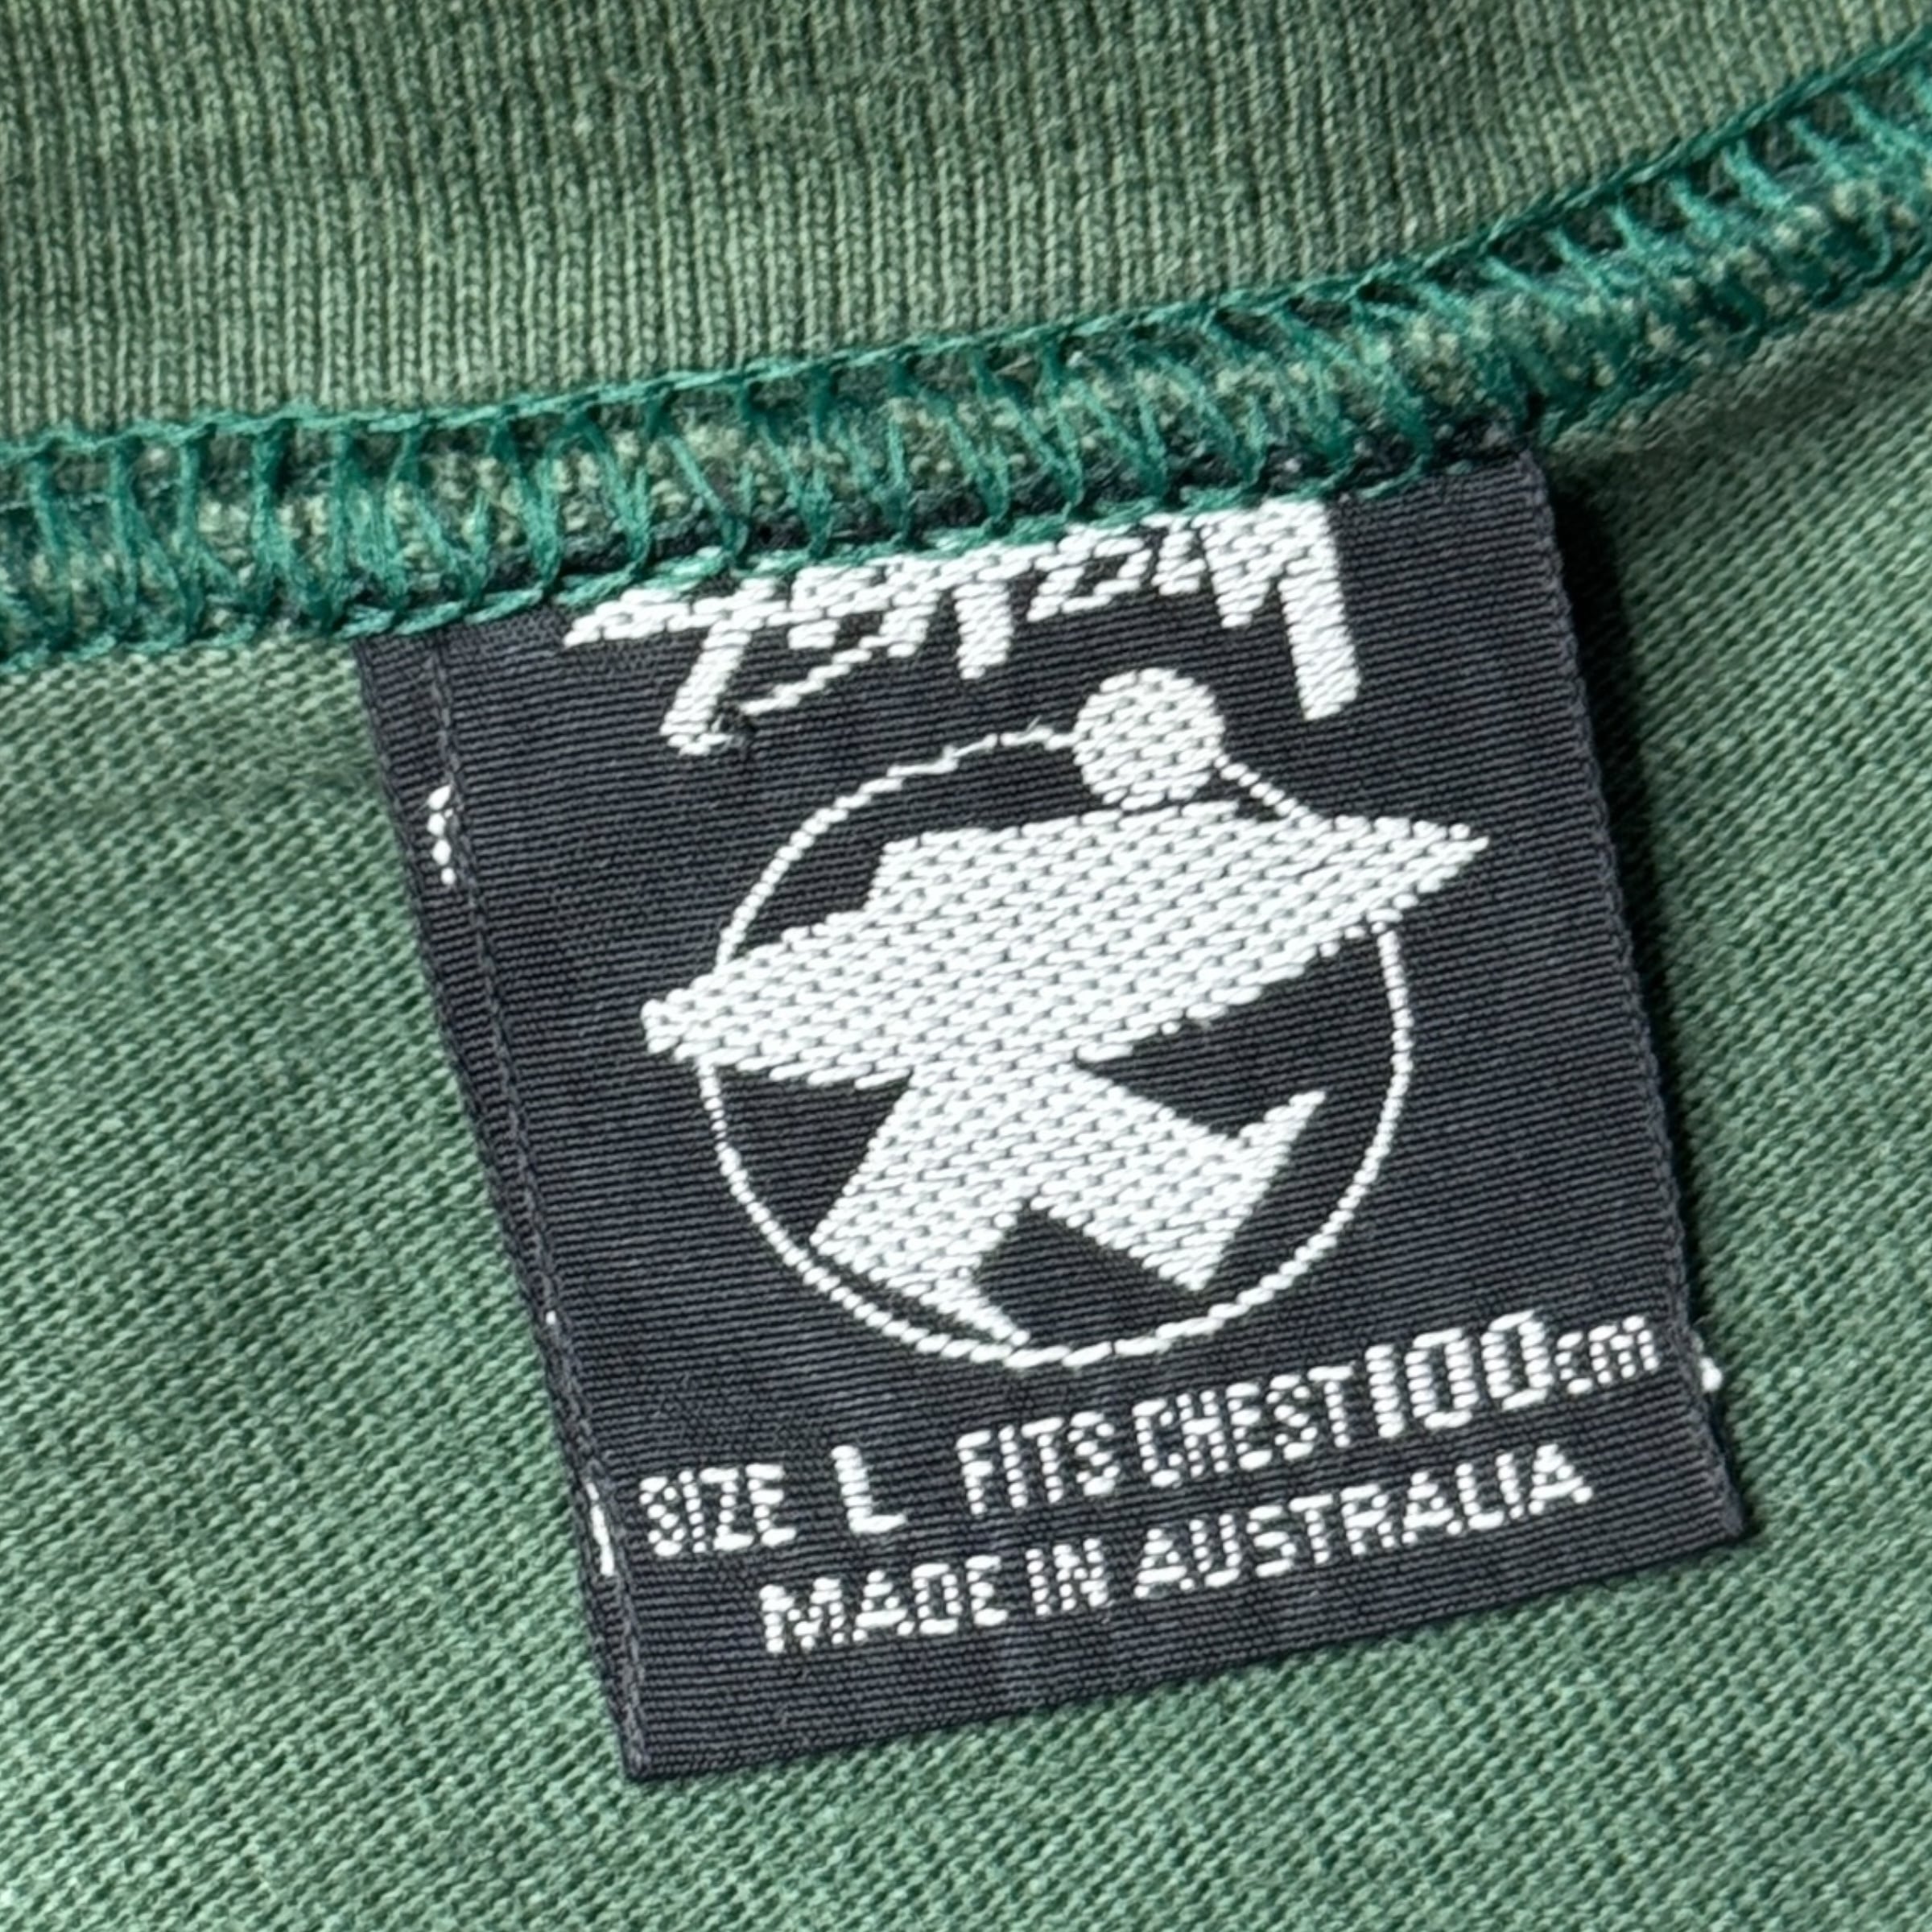 SIZE L FITS CHEST 100cm
MADE IN AUSTRALIA